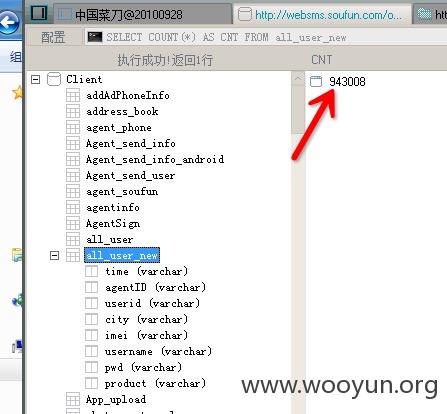 中国菜刀@20100928
http://websms.soufun.com/o...
配置
SELECT COUNT(*) AS CNT FROM all_user_new
组
执行成功!返回1行
CNT
Client
943008
addAdPhoneInfo
address_book
Agent_phone
Agent_send_info
Agent_send_info_android
Agent_send_user
agent_soufun
agentinfo
AgentSign
all_user
all_user_new
time (varchar)
agentID (varchar)
userid (varchar)
city (varchar)
imei (varchar)
username (varchar)
pwd (varchar)
product (varchar)
App_upload
www.wooyun.org